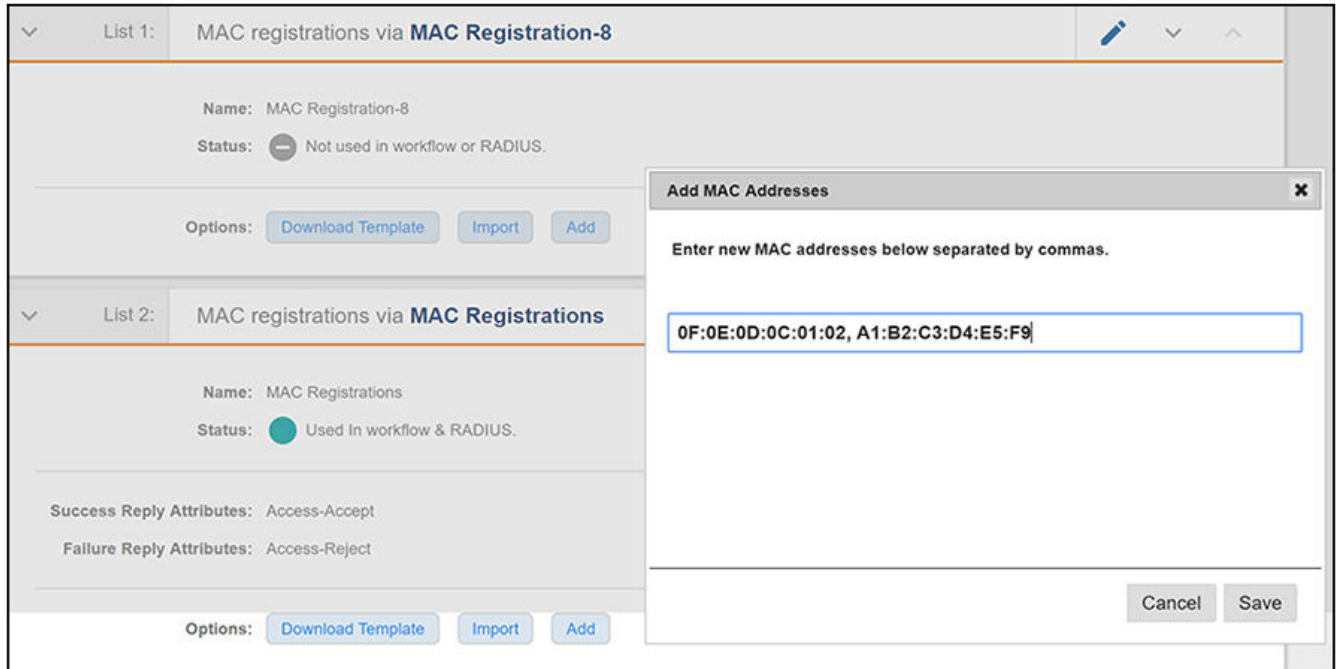 List 1: MAC registrations via MAC Registration-8
Name: MAC Registration-8
Status: Not used in workflow or RADIUS.
Options: Download Template Import Add
List 2: MAC registrations via MAC Registrations
Name: MAC Registrations
Status: Used In workflow & RADIUS.
Success Reply Attributes: Access-Accept
Failure Reply Attributes: Access-Reject
Options: Download Template Import Add
Add MAC Addresses
Enter new MAC addresses below separated by commas.
0F:0E:0D:0C:01:02, A1:B2:C3:D4:E5:F9
Cancel Save